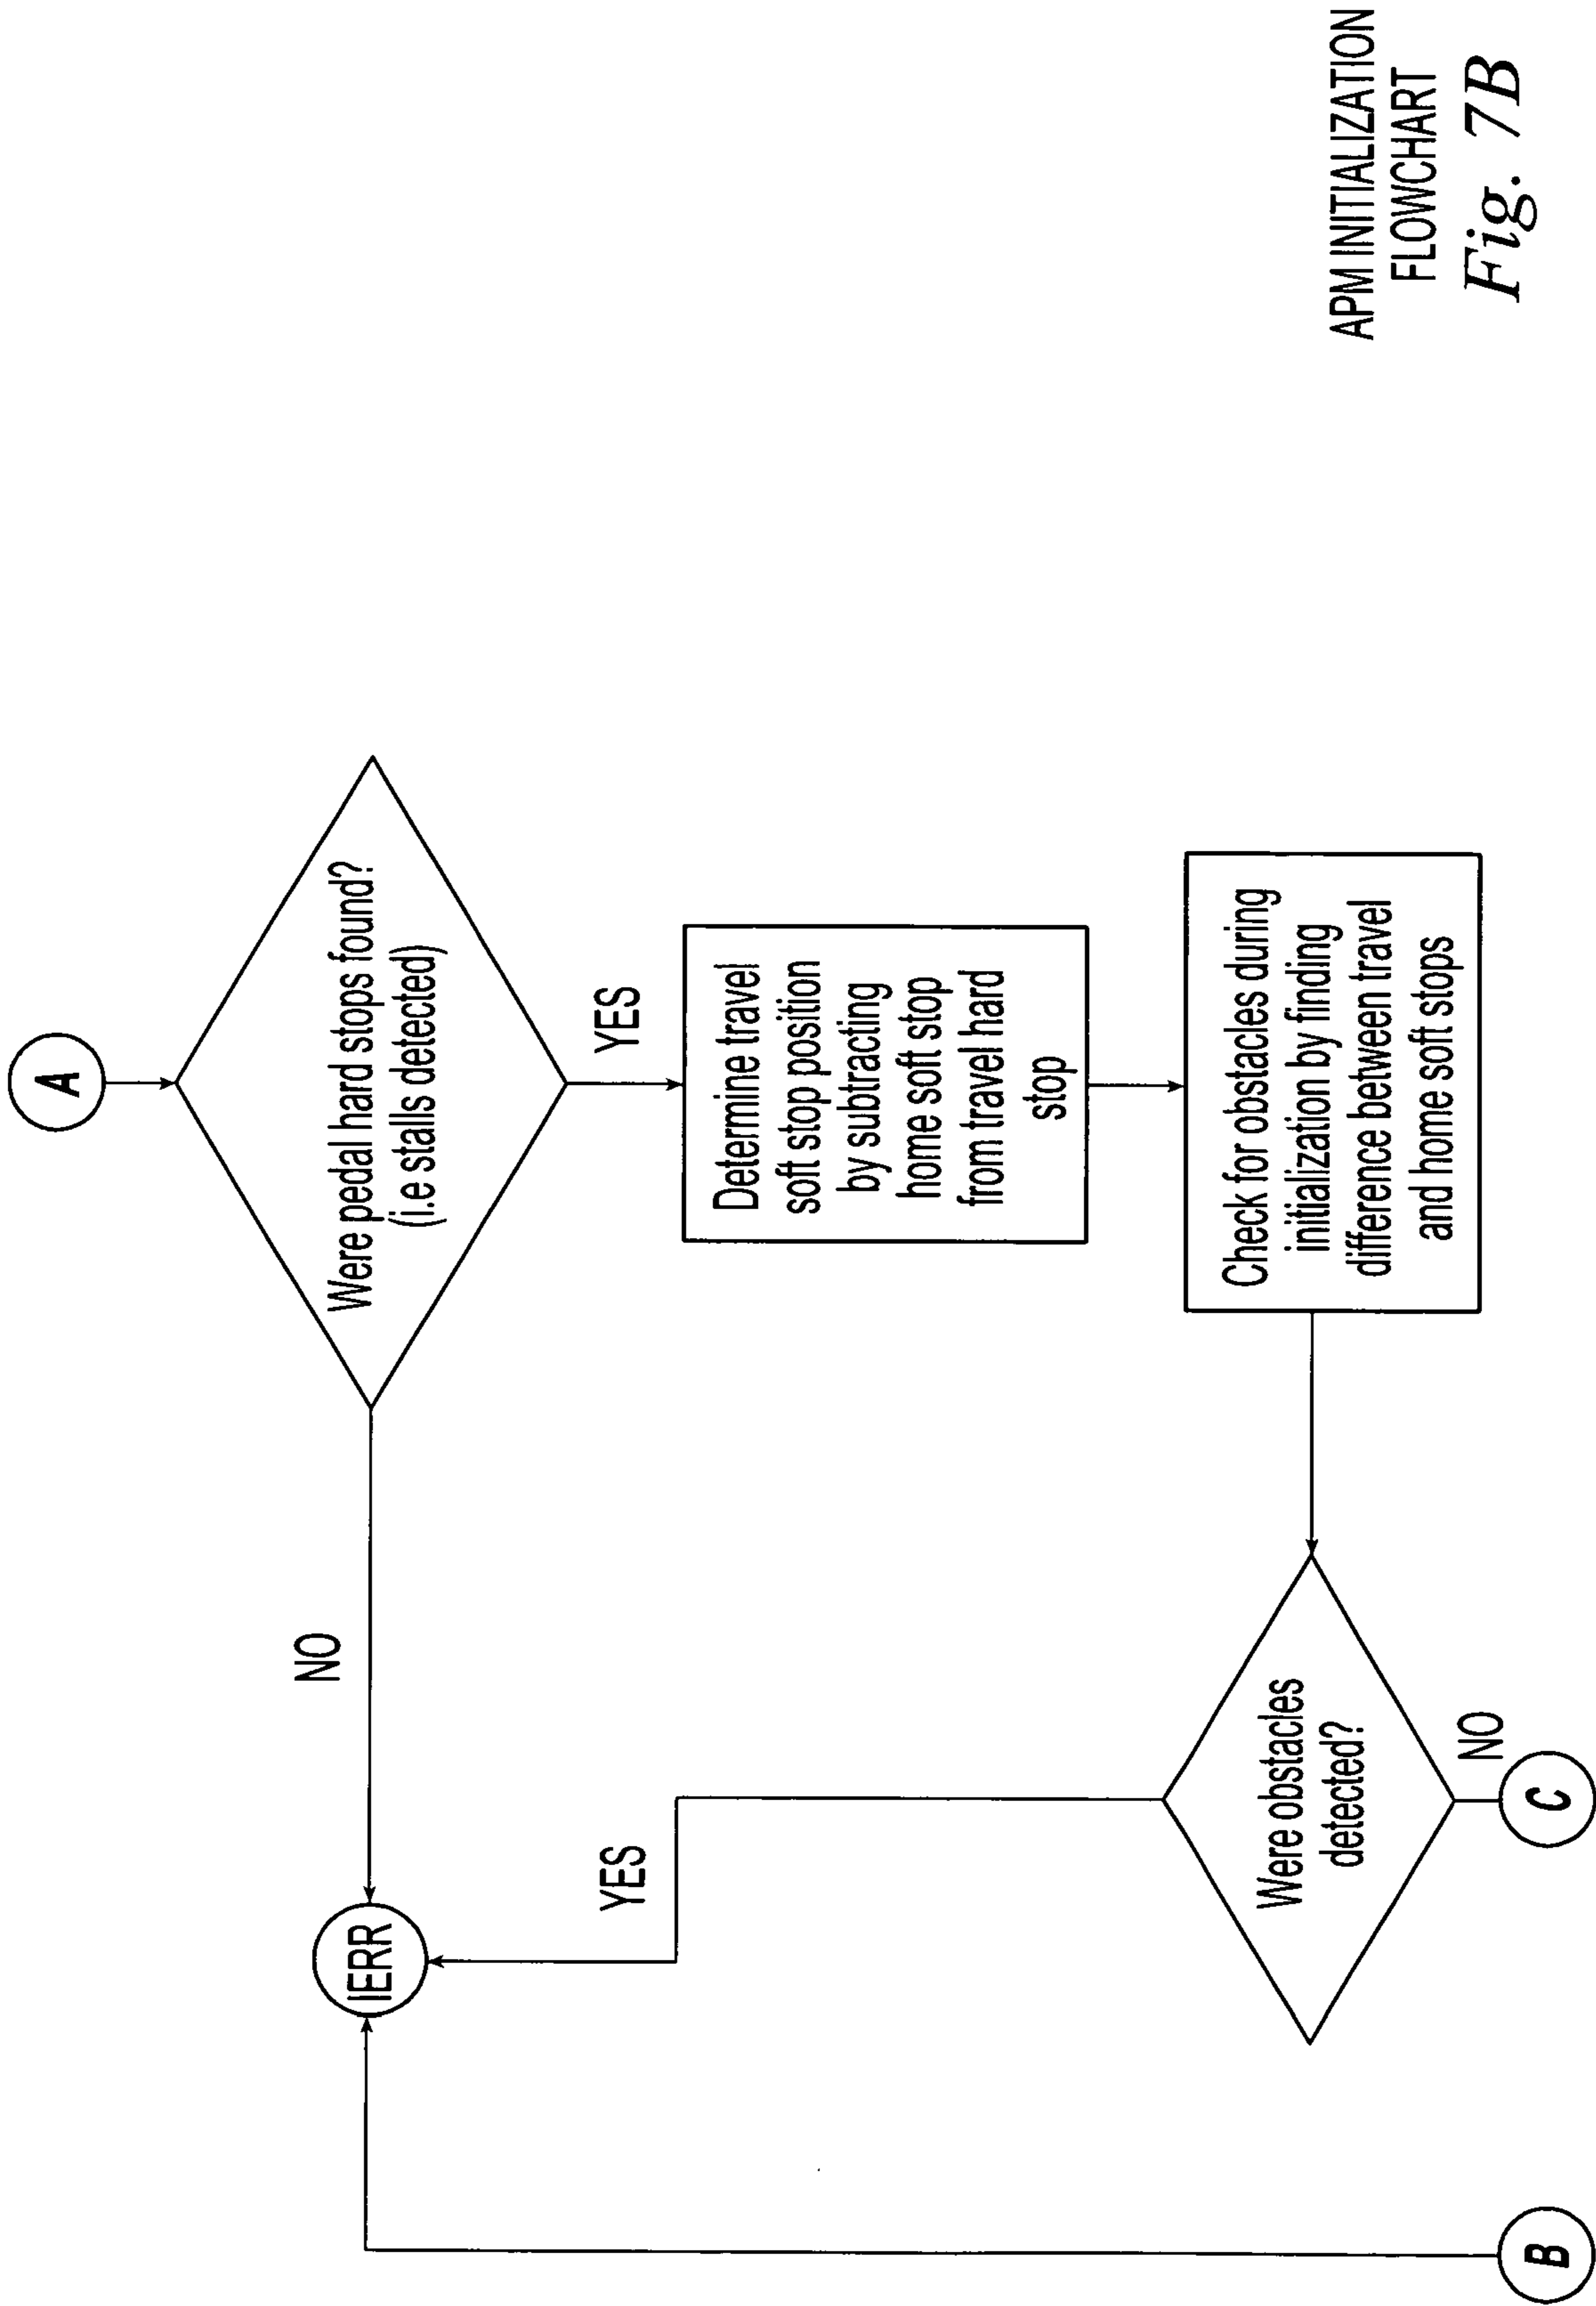 A
Were pedal hard stops found?
(i.e stalls detected)
NO
YES
IERR
Determine travel
soft stop position
by subtracting
home soft stop
from travel hard
stop
YES
Check for obstacles during
initialization by finding
difference between travel
and home soft stops
Were obstacles
detected?
NO
B
C
APM INITIALIZATION
FLOWCHART
Fig. 7B